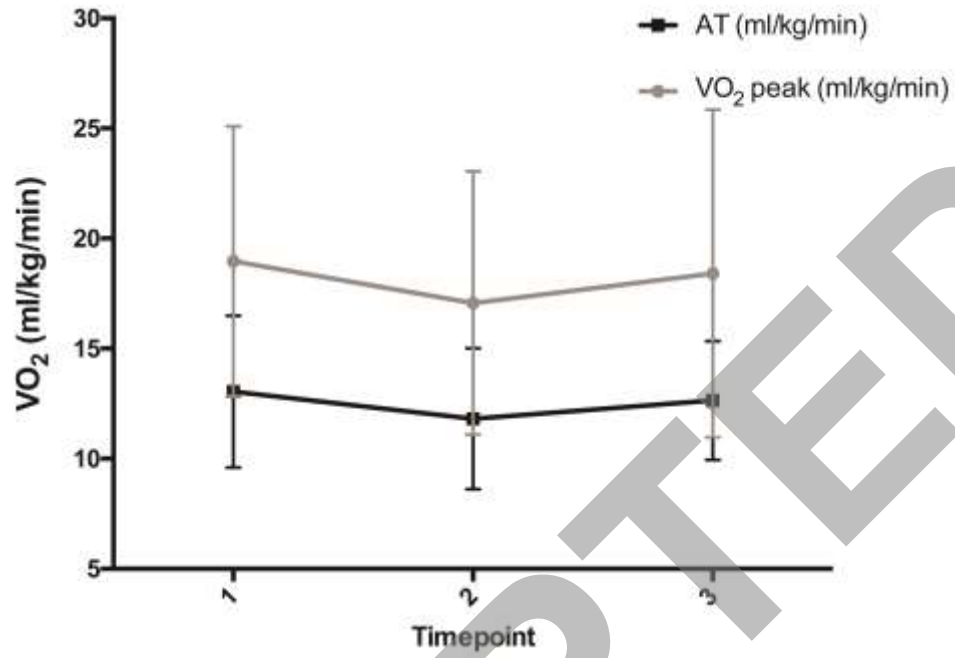 30
AT (ml/kg/min)
VO₂ peak (ml/kg/min)
25
20
15
10
5
VO₂ (ml/kg/min)
1
2
3
Timepoint
PTED